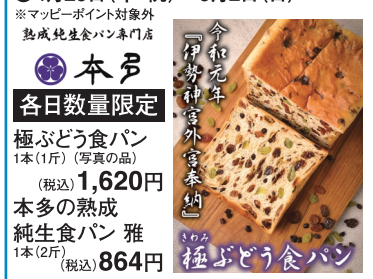 ※マッピーポイント対象外
熟成純生食パン専門店
本多
各日数量限定
極ぶどう食パン
1本(1斤)(写真の品)
(税込)1,620円
本多の熟成
純生食パン 雅
1本(2斤)
(税込)864円
令和元年
『伊勢神宮外宮奉納』
きわみ
極ぶどう食パン